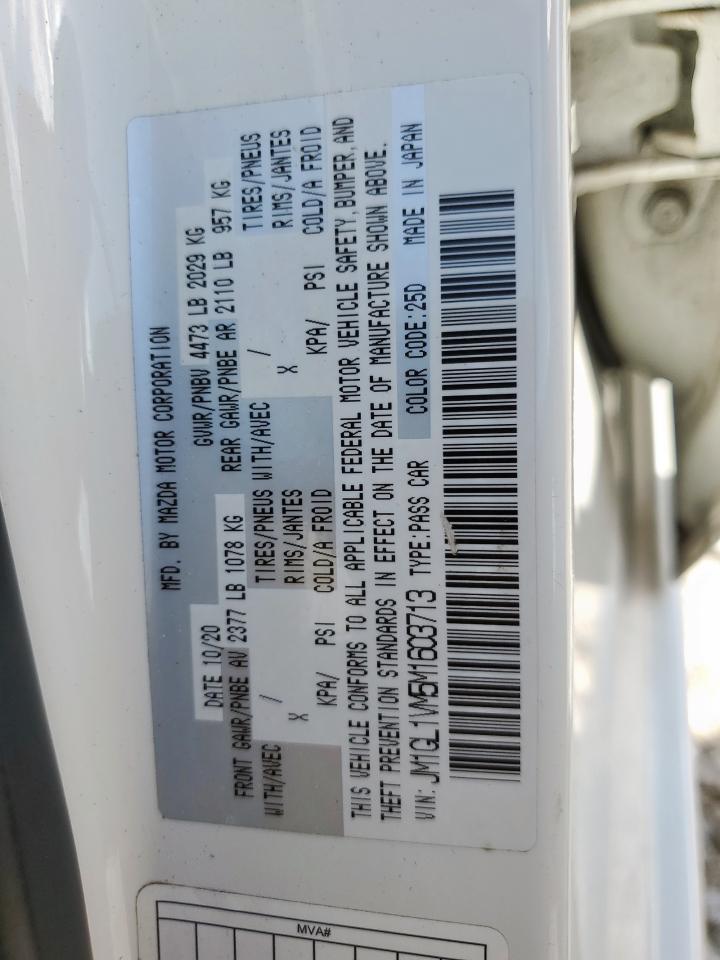 MFD. BY MAZDA MOTOR CORPORATION
DATE 10/20 GVWR/PNBV 4473 LB 2029 KG
FRONT GAWR/PNBE AV 2377 LB 1078 KG REAR GAWR/PNBE AR 2110 LB 957 KG
WITH/AVEC / TIRES/PNEUS WITH/AVEC / TIRES/PNEUS
X RIMS/JANTES X RIMS/JANTES
KPA/ PSI COLD/A FROID KPA/ PSI COLD/A FROID
THIS VEHICLE CONFORMS TO ALL APPLICABLE FEDERAL MOTOR VEHICLE SAFETY, BUMPER, AND
THEFT PREVENTION STANDARDS IN EFFECT ON THE DATE OF MANUFACTURE SHOWN ABOVE.
VIN: JM1GL1VM5M1603713 TYPE: PASS CAR COLOR CODE: 25D MADE IN JAPAN
MVA#